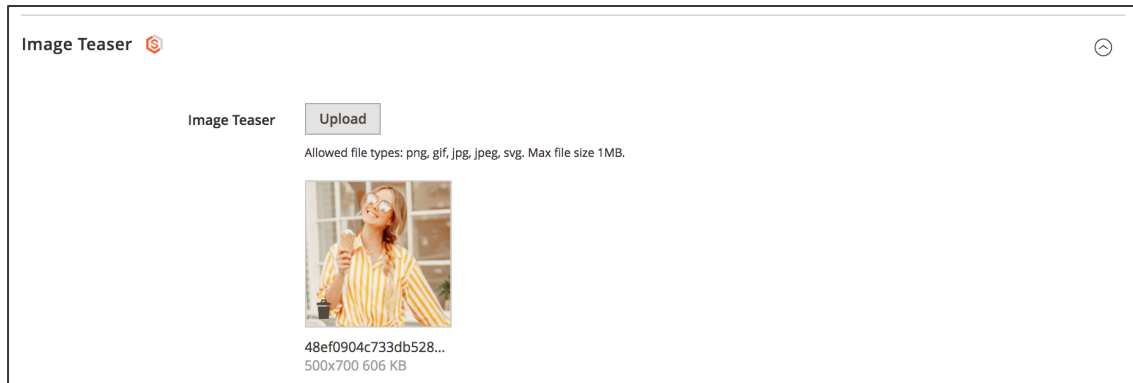 Image Teaser
Image Teaser
Upload
Allowed file types: png, gif, jpg, jpeg, svg. Max file size 1MB.
48ef0904c733db528...
500x700 606 KB